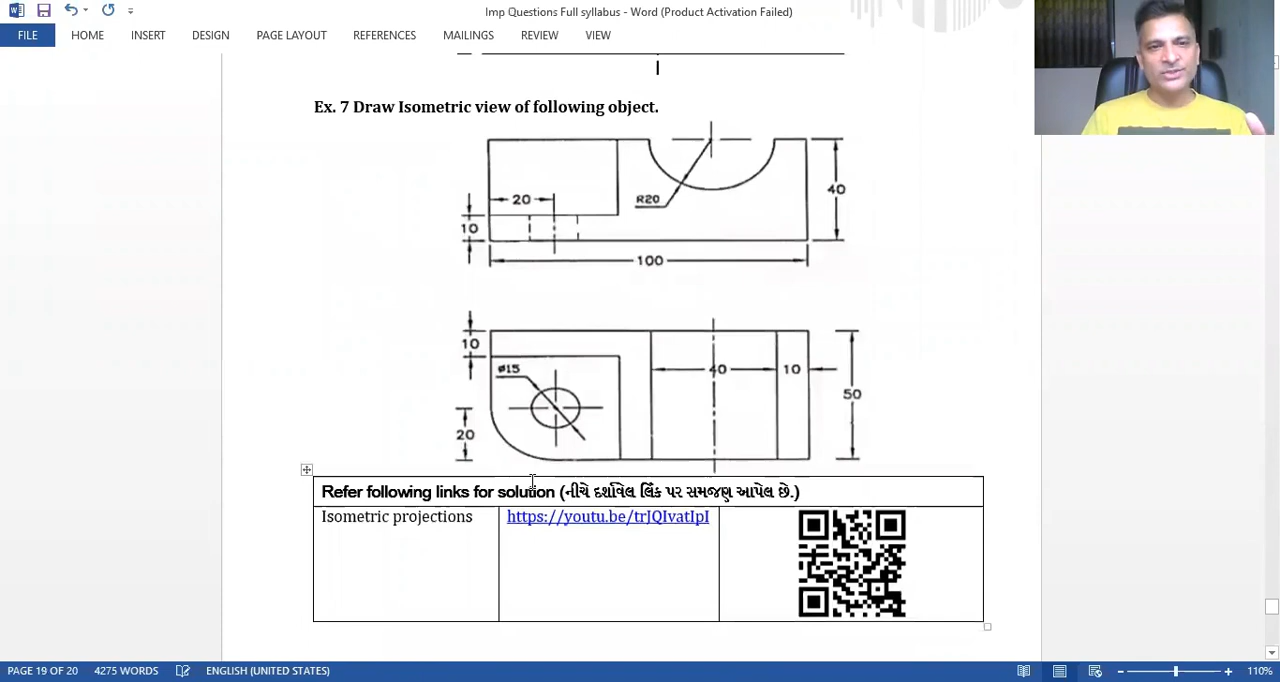 Imp Questions Full syllabus - Word (Product Activation Failed)
FILE HOME INSERT DESIGN PAGE LAYOUT REFERENCES MAILINGS REVIEW VIEW
Ex. 7 Draw Isometric view of following object.
20
R20
40
10
100
10
ø15
40
10
50
20
Refer following links for solution (નીચે દર્શાવેલ લિંક પર સમજણ આપેલ છે.)
Isometric projections https://youtu.be/trJQIvatIpI
PAGE 19 OF 20 4275 WORDS ENGLISH (UNITED STATES) 110%